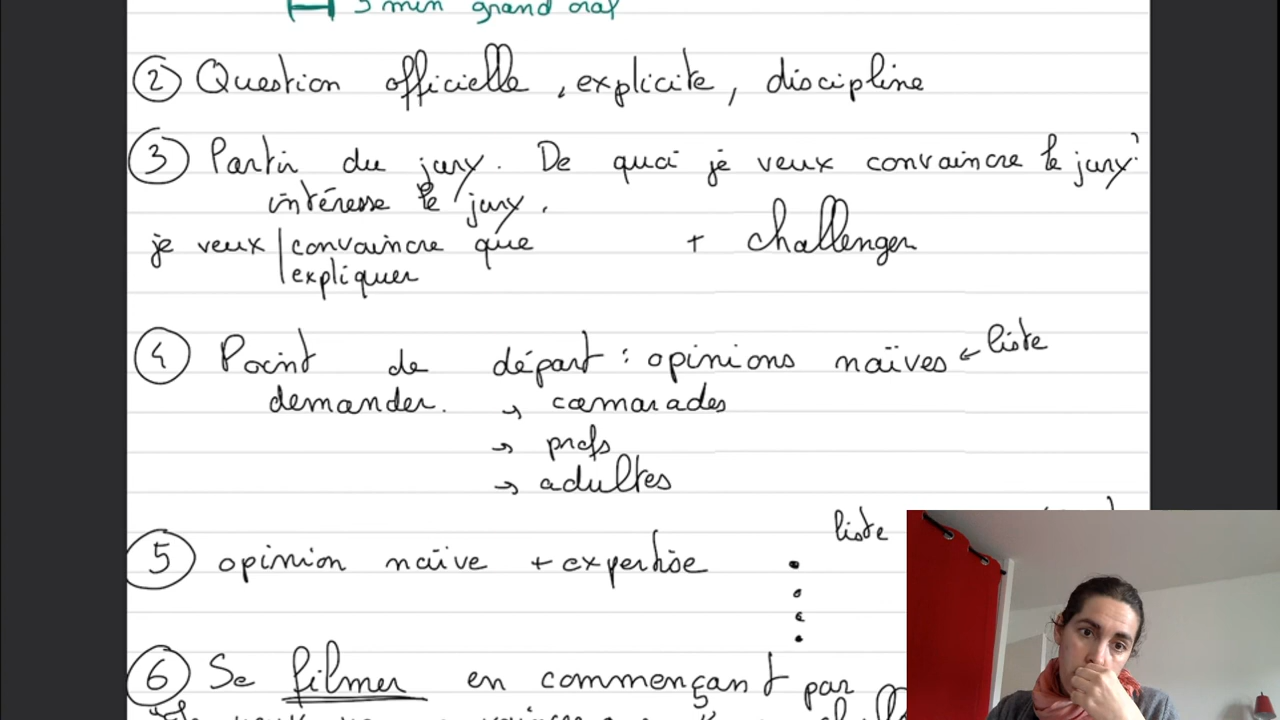 5 min grand oral
② Question officielle, explicite, discipline
③ Partir du jury. De quoi je veux convaincre le jury?
intéresse le jury.
je veux convaincre que + challenger
expliquer
④ Point de départ : opinions naïves ← liste
demander. → camarades
→ profs
→ adultes
liste
⑤ opinion naïve + expertise
⑥ Se filmer en commençant par